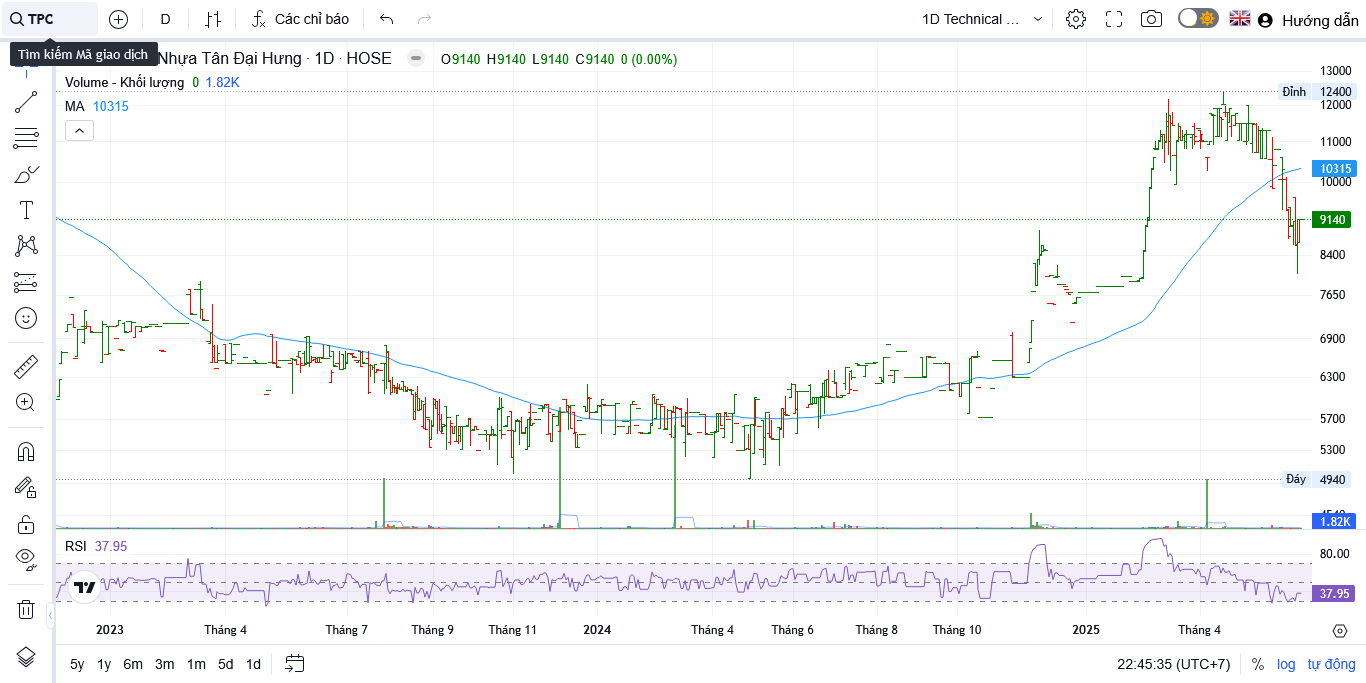 TPC
D
Các chỉ báo
1D Technical ...
Hướng dẫn
Tìm kiếm Mã giao dịch
Nhựa Tân Đại Hưng · 1D · HOSE
O9140 H9140 L9140 C9140 0 (0.00%)
Volume - Khối lượng 0 1.82K
MA 10315
13000
Đỉnh 12400
12000
11000
10315
10000
9140
8400
7650
6900
6300
5700
5300
Đáy 4940
1.82K
RSI 37.95
80.00
37.95
2023 Tháng 4 Tháng 7 Tháng 9 Tháng 11 2024 Tháng 4 Tháng 6 Tháng 8 Tháng 10 2025 Tháng 4
5y 1y 6m 3m 1m 5d 1d
22:45:35 (UTC+7) % log tự động